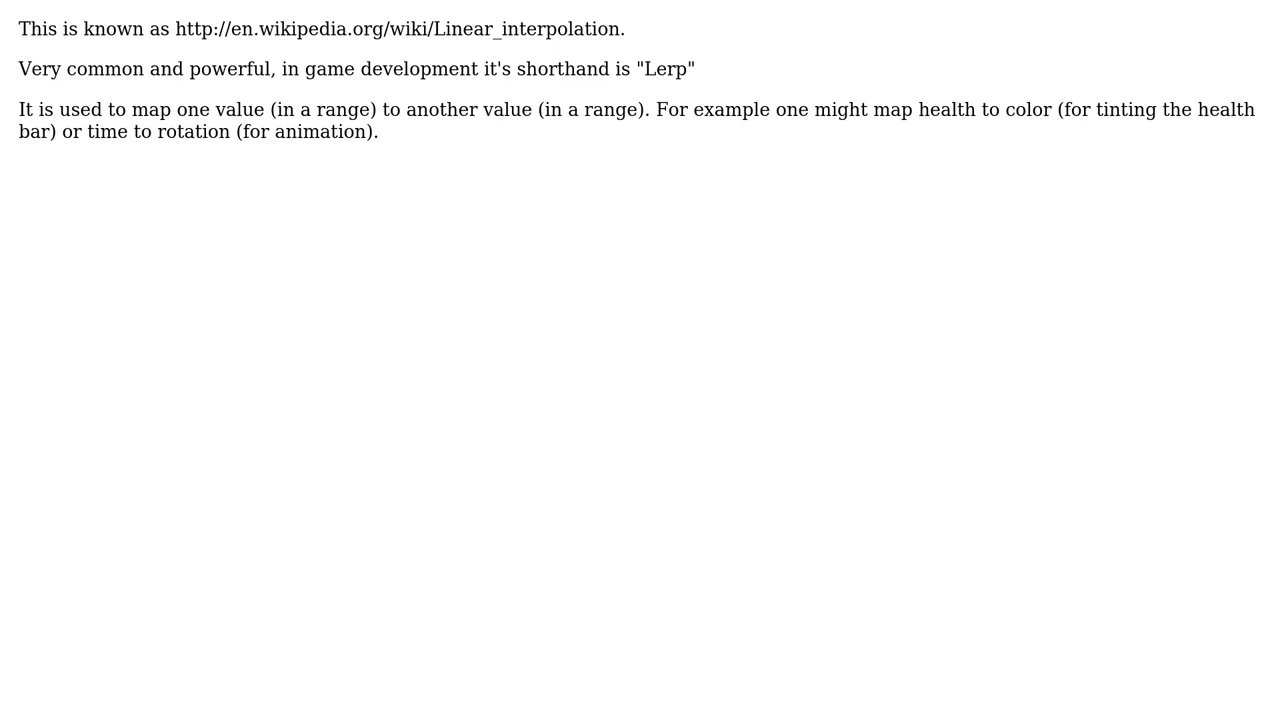 This is known as http://en.wikipedia.org/wiki/Linear_interpolation.
Very common and powerful, in game development it's shorthand is "Lerp"
It is used to map one value (in a range) to another value (in a range). For example one might map health to color (for tinting the health
bar) or time to rotation (for animation).